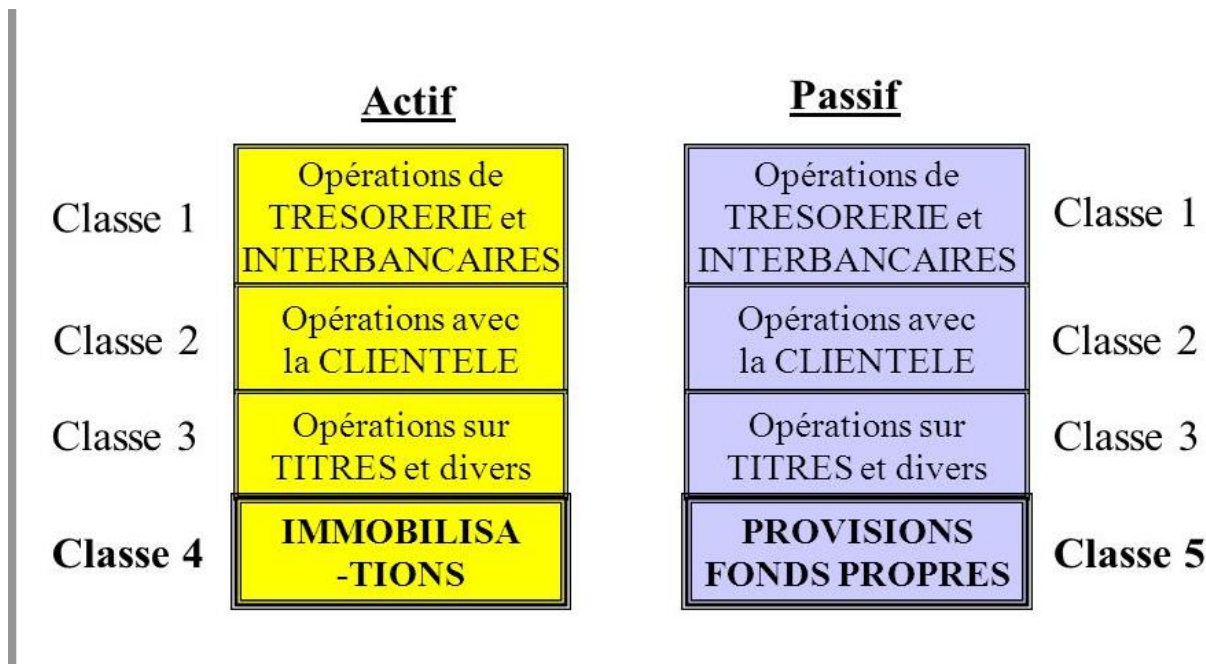 Actif
Passif
Classe 1
Opérations de
TRESORERIE et
INTERBANCAIRES
Opérations de
TRESORERIE et
INTERBANCAIRES
Classe 1
Classe 2
Opérations avec
la CLIENTELE
Opérations avec
la CLIENTELE
Classe 2
Classe 3
Opérations sur
TITRES et divers
Opérations sur
TITRES et divers
Classe 3
Classe 4
IMMOBILISA
-TIONS
PROVISIONS
FONDS PROPRES
Classe 5